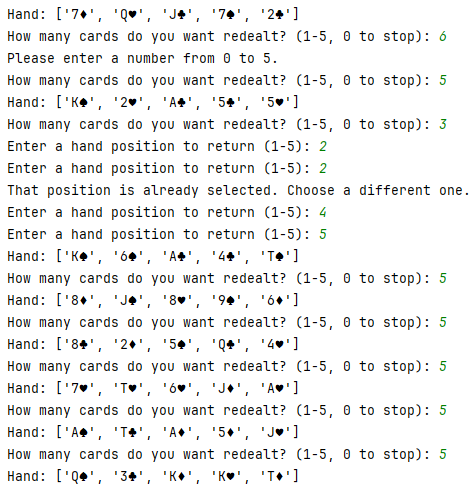 Hand: ['7♦', 'Q♥', 'J♣', '7♠', '2♣']
How many cards do you want redealt? (1-5, 0 to stop): 6
Please enter a number from 0 to 5.
How many cards do you want redealt? (1-5, 0 to stop): 5
Hand: ['K♠', '2♥', 'A♣', '5♣', '5♥']
How many cards do you want redealt? (1-5, 0 to stop): 3
Enter a hand position to return (1-5): 2
Enter a hand position to return (1-5): 2
That position is already selected. Choose a different one.
Enter a hand position to return (1-5): 4
Enter a hand position to return (1-5): 5
Hand: ['K♠', '6♠', 'A♣', '4♣', 'T♠']
How many cards do you want redealt? (1-5, 0 to stop): 5
Hand: ['8♦', 'J♠', '8♥', '9♠', '6♦']
How many cards do you want redealt? (1-5, 0 to stop): 5
Hand: ['8♣', '2♦', '5♠', 'Q♣', '4♥']
How many cards do you want redealt? (1-5, 0 to stop): 5
Hand: ['7♥', 'T♥', '6♥', 'J♦', 'A♥']
How many cards do you want redealt? (1-5, 0 to stop): 5
Hand: ['A♠', 'T♣', 'A♦', '5♦', 'J♥']
How many cards do you want redealt? (1-5, 0 to stop): 5
Hand: ['Q♠', '3♣', 'K♦', 'K♥', 'T♦']